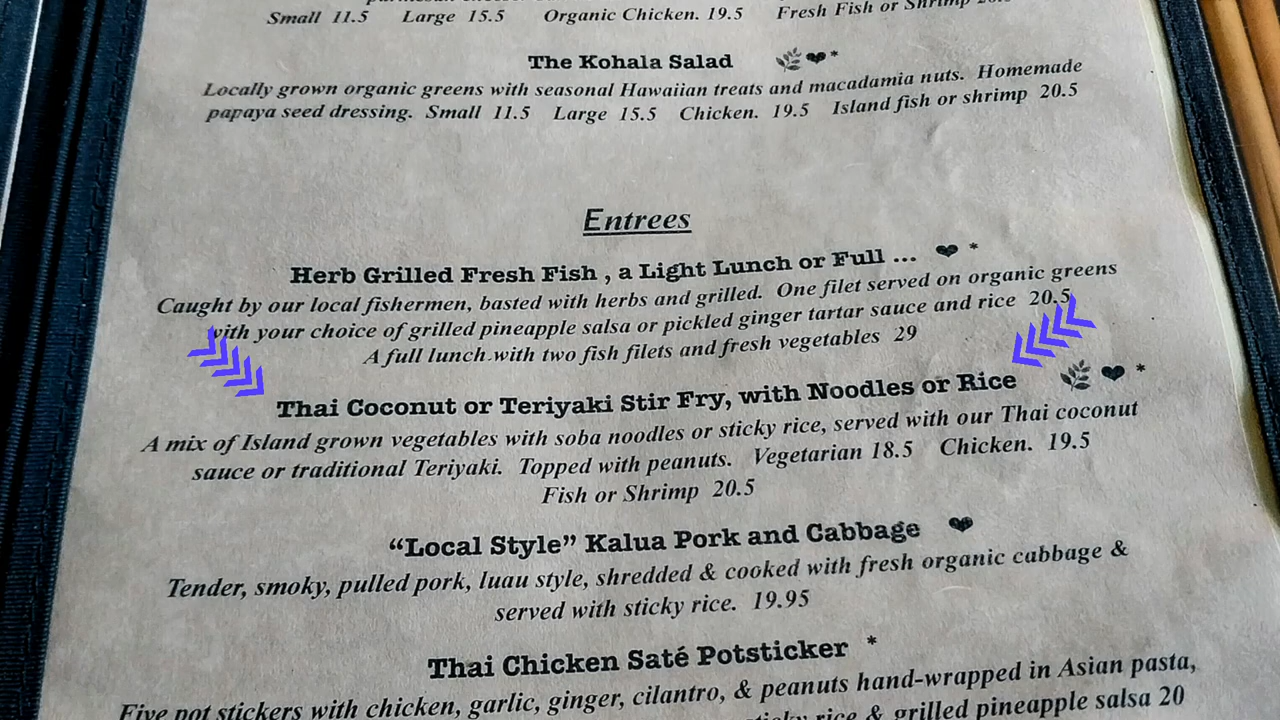 Small 11.5 Large 15.5 Organic Chicken. 19.5 Fresh Fish or Shrimp
The Kohala Salad *
Locally grown organic greens with seasonal Hawaiian treats and macadamia nuts. Homemade
papaya seed dressing. Small 11.5 Large 15.5 Chicken. 19.5 Island fish or shrimp 20.5
Entrees
Herb Grilled Fresh Fish , a Light Lunch or Full ... *
Caught by our local fishermen, basted with herbs and grilled. One filet served on organic greens
with your choice of grilled pineapple salsa or pickled ginger tartar sauce and rice 20.5
A full lunch with two fish filets and fresh vegetables 29
Thai Coconut or Teriyaki Stir Fry, with Noodles or Rice *
A mix of Island grown vegetables with soba noodles or sticky rice, served with our Thai coconut
sauce or traditional Teriyaki. Topped with peanuts. Vegetarian 18.5 Chicken. 19.5
Fish or Shrimp 20.5
“Local Style” Kalua Pork and Cabbage
Tender, smoky, pulled pork, luau style, shredded & cooked with fresh organic cabbage &
served with sticky rice. 19.95
Thai Chicken Saté Potsticker *
Five pot stickers with chicken, garlic, ginger, cilantro, & peanuts hand-wrapped in Asian pasta,
rice & grilled pineapple salsa 20